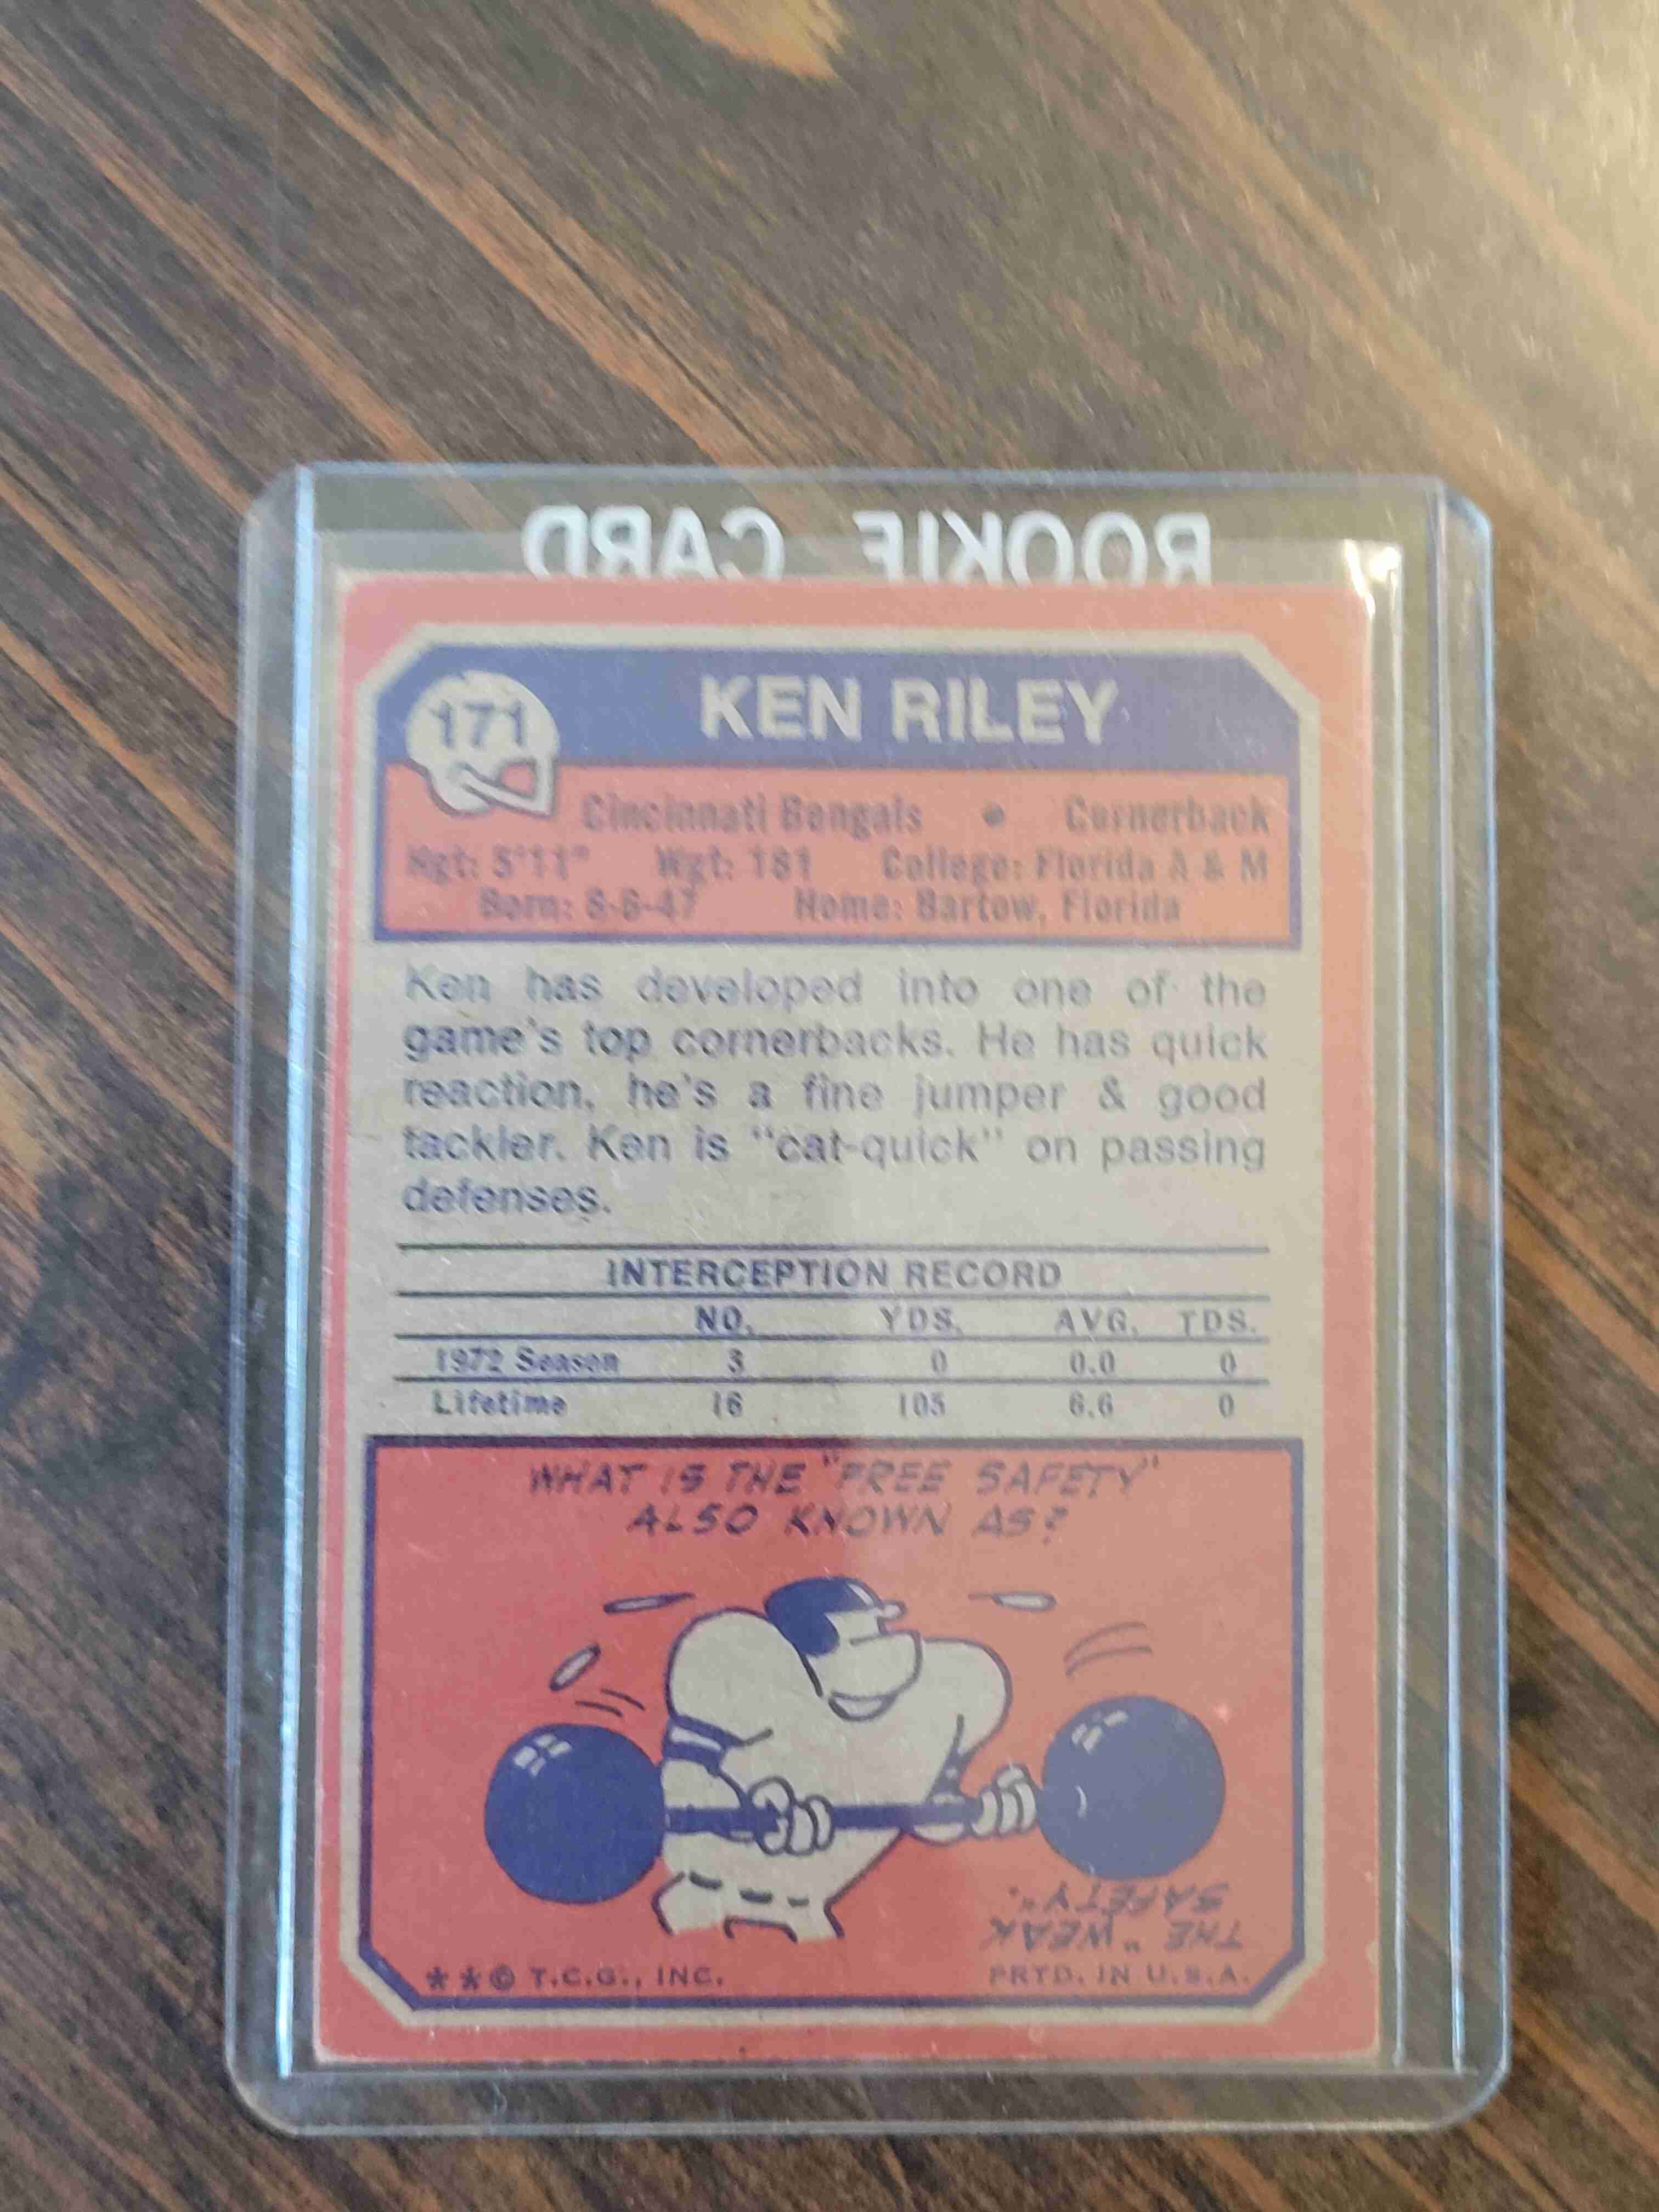 ROOKIE CARD
171
KEN RILEY
Cincinnati Bengals • Cornerback
Hgt: 5'11" Wgt: 181 College: Florida A & M
Born: 8-6-47 Home: Bartow, Florida
Ken has developed into one of the
game's top cornerbacks. He has quick
reaction, he's a fine jumper & good
tackler. Ken is "cat-quick" on passing
defenses.
INTERCEPTION RECORD
NO. YDS. AVG. TDS.
1972 Season 3 0 0.0 0
Lifetime 16 105 6.6 0
WHAT IS THE "FREE SAFETY"
ALSO KNOWN AS?
THE "WEAK
SAFETY".
**© T.C.G., INC. PRTD. IN U.S.A.